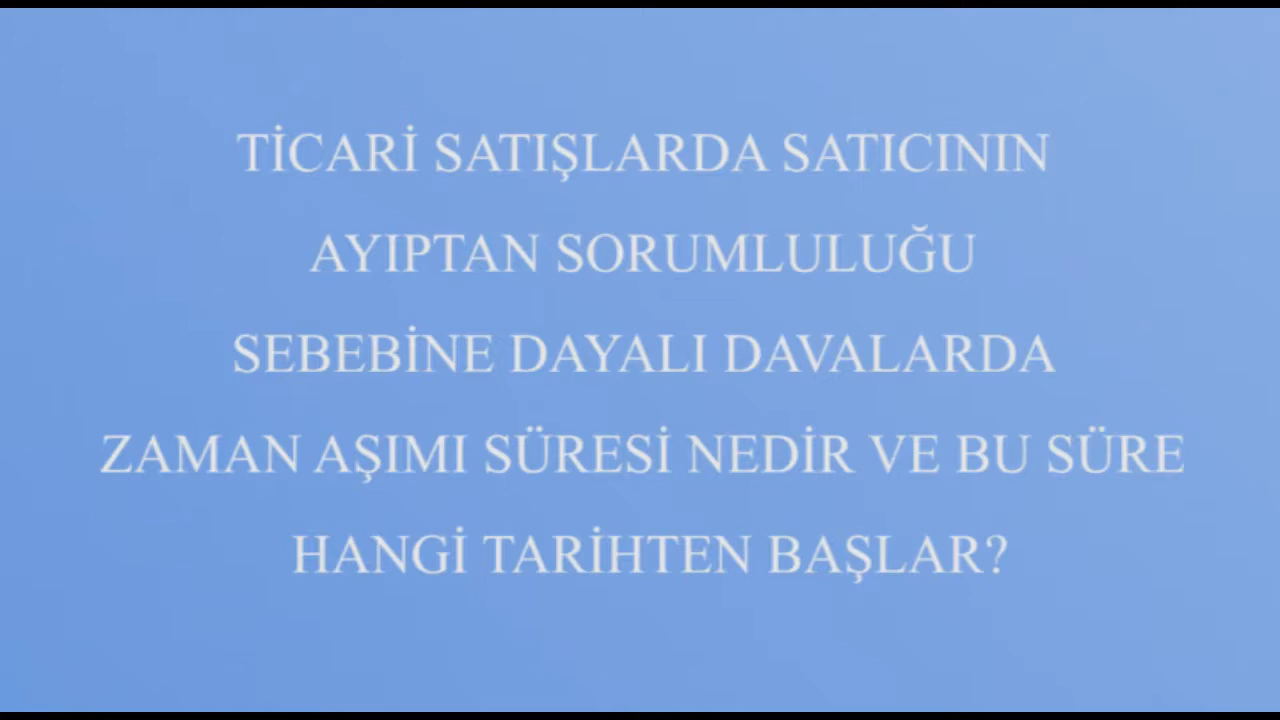 TİCARİ SATIŞLARDA SATICININ
AYIPTAN SORUMLULUĞU
SEBEBİNE DAYALI DAVALARDA
ZAMAN AŞIMI SÜRESİ NEDİR VE BU SÜRE
HANGİ TARİHTEN BAŞLAR?